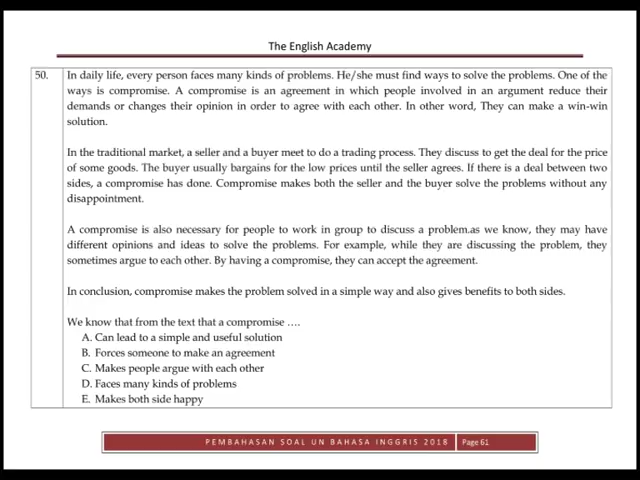 The English Academy
50. In daily life, every person faces many kinds of problems. He/she must find ways to solve the problems. One of the
ways is compromise. A compromise is an agreement in which people involved in an argument reduce their
demands or changes their opinion in order to agree with each other. In other word, They can make a win-win
solution.
In the traditional market, a seller and a buyer meet to do a trading process. They discuss to get the deal for the price
of some goods. The buyer usually bargains for the low prices until the seller agrees. If there is a deal between two
sides, a compromise has done. Compromise makes both the seller and the buyer solve the problems without any
disappointment.
A compromise is also necessary for people to work in group to discuss a problem.as we know, they may have
different opinions and ideas to solve the problems. For example, while they are discussing the problem, they
sometimes argue to each other. By having a compromise, they can accept the agreement.
In conclusion, compromise makes the problem solved in a simple way and also gives benefits to both sides.
We know that from the text that a compromise ….
A. Can lead to a simple and useful solution
B. Forces someone to make an agreement
C. Makes people argue with each other
D. Faces many kinds of problems
E. Makes both side happy
PEMBAHASAN SOAL UN BAHASA INGGRIS 2018 Page 61